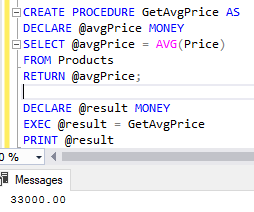 CREATE PROCEDURE GetAvgPrice AS
DECLARE @avgPrice MONEY
SELECT @avgPrice = AVG(Price)
FROM Products
RETURN @avgPrice;
DECLARE @result MONEY
EXEC @result = GetAvgPrice
PRINT @result
0 %
Messages
33000.00